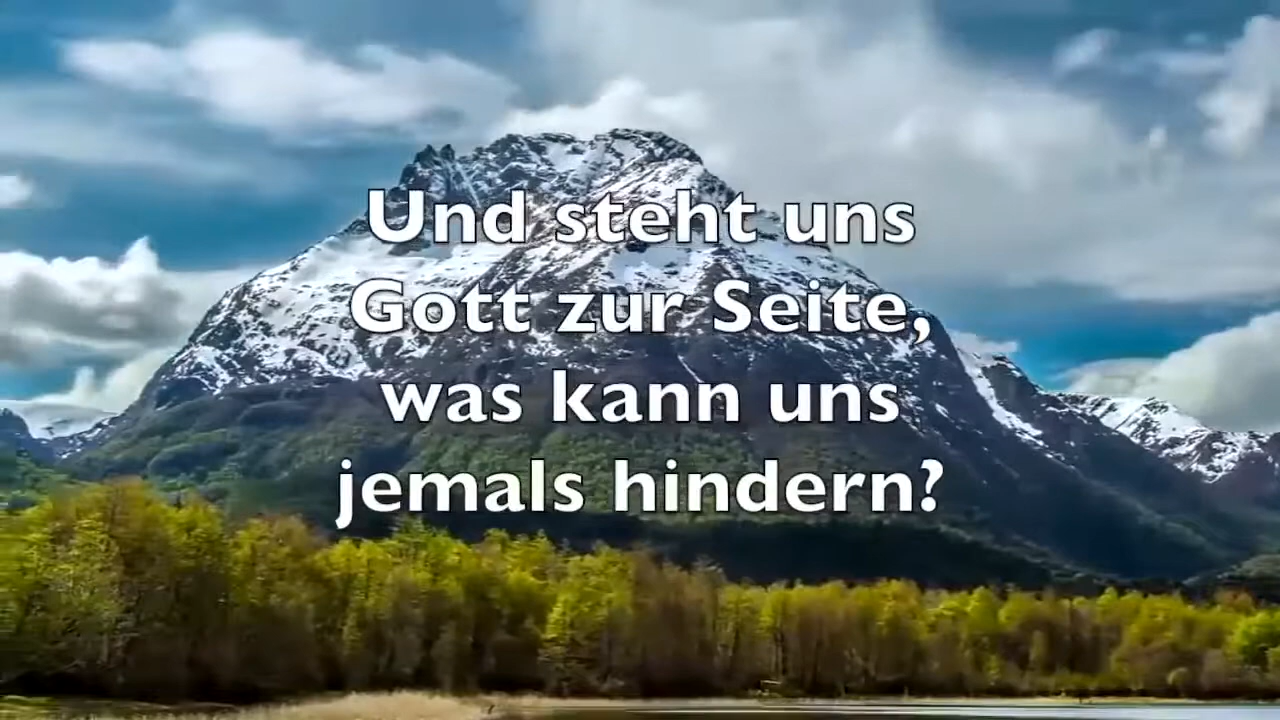 Und steht uns
Gott zur Seite,
was kann uns
jemals hindern?